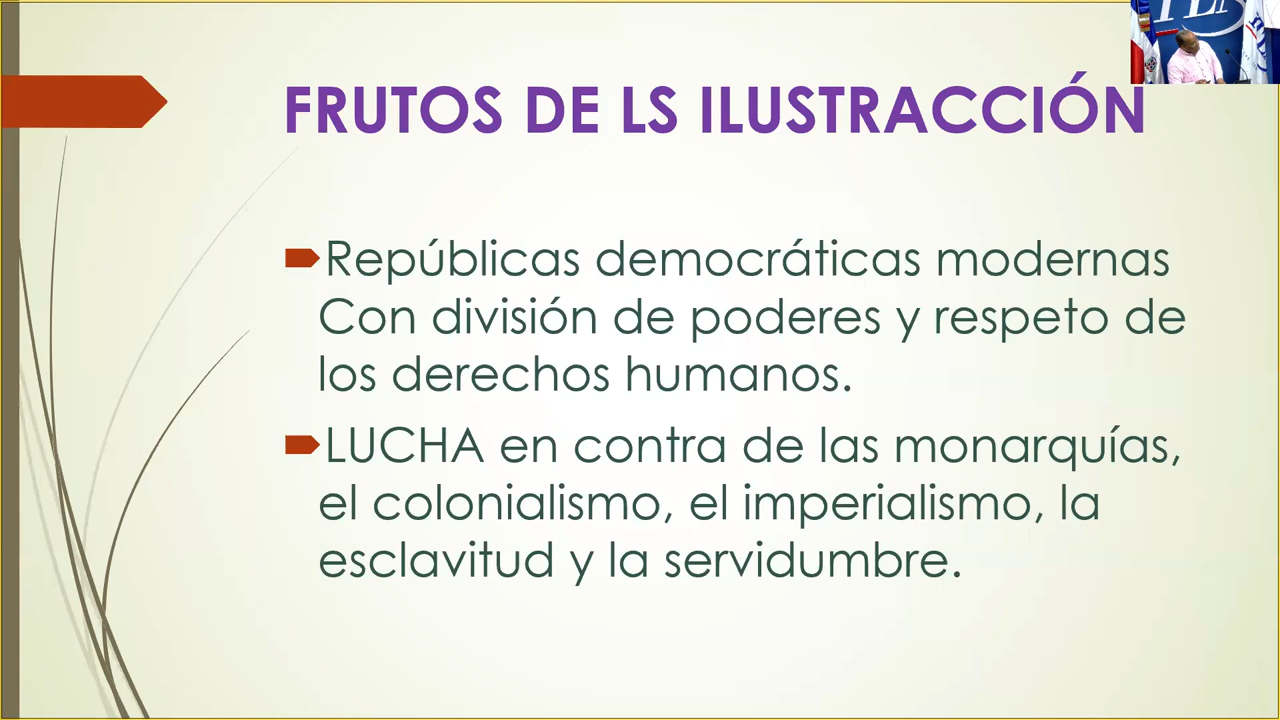 FRUTOS DE LS ILUSTRACCIÓN
Repúblicas democráticas modernas
Con división de poderes y respeto de
los derechos humanos.
LUCHA en contra de las monarquías,
el colonialismo, el imperialismo, la
esclavitud y la servidumbre.